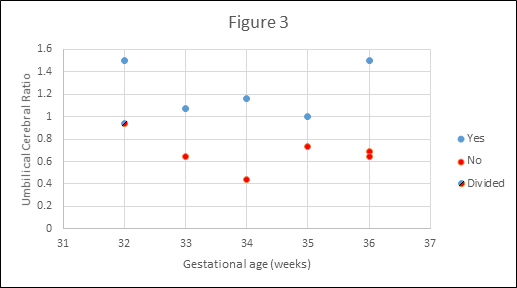 Figure 3
Umbilical Cerebral Ratio
1.6
1.4
1.2
1
0.8
0.6
0.4
0.2
0
31 32 33 34 35 36 37
Gestational age (weeks)
Yes
No
Divided